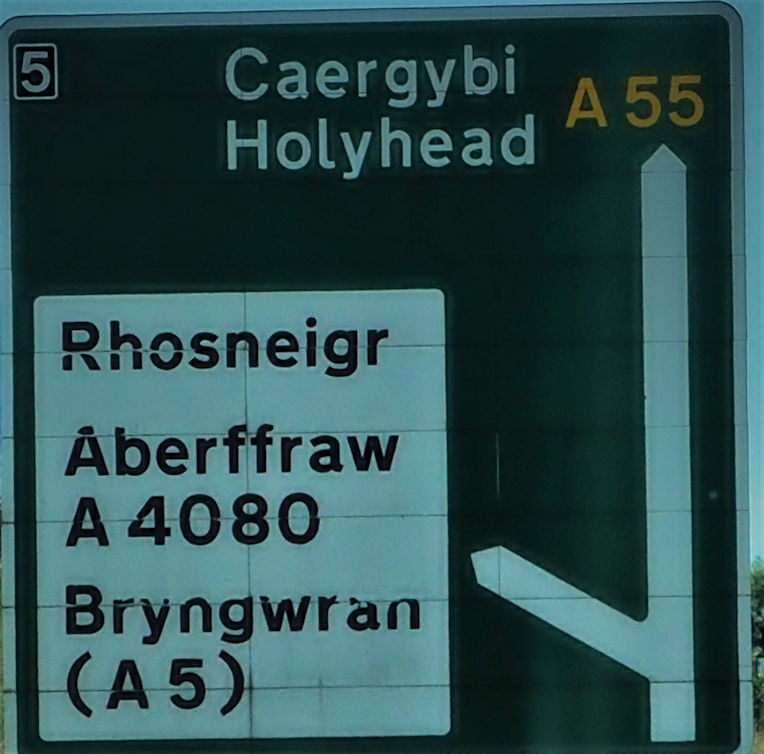 5
Caergybi
Holyhead
A 55
Rhosneigr
Aberffraw
A 4080
Bryngwran
(A 5)